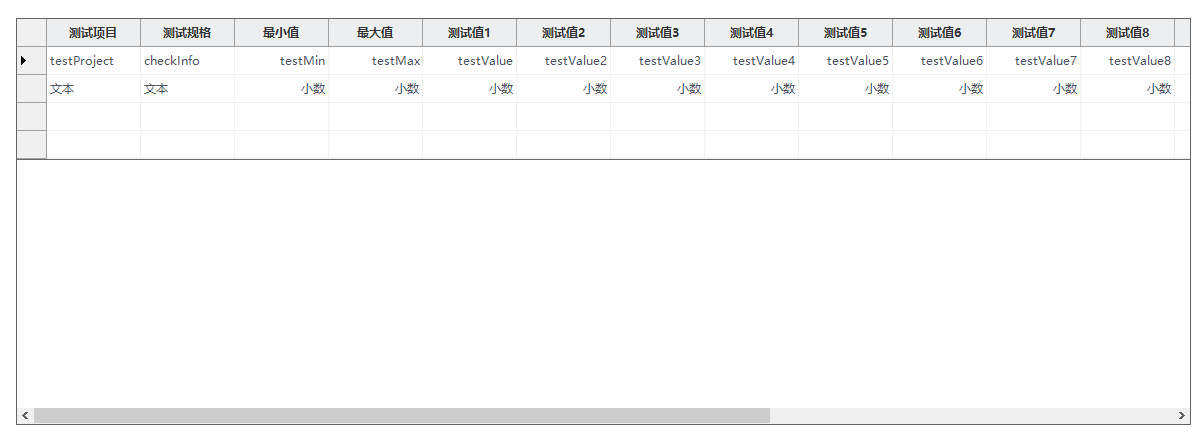 测试项目 测试规格 最小值 最大值 测试值1 测试值2 测试值3 测试值4 测试值5 测试值6 测试值7 测试值8
testProject checkInfo testMin testMax testValue testValue2 testValue3 testValue4 testValue5 testValue6 testValue7 testValue8
文本 文本 小数 小数 小数 小数 小数 小数 小数 小数 小数 小数